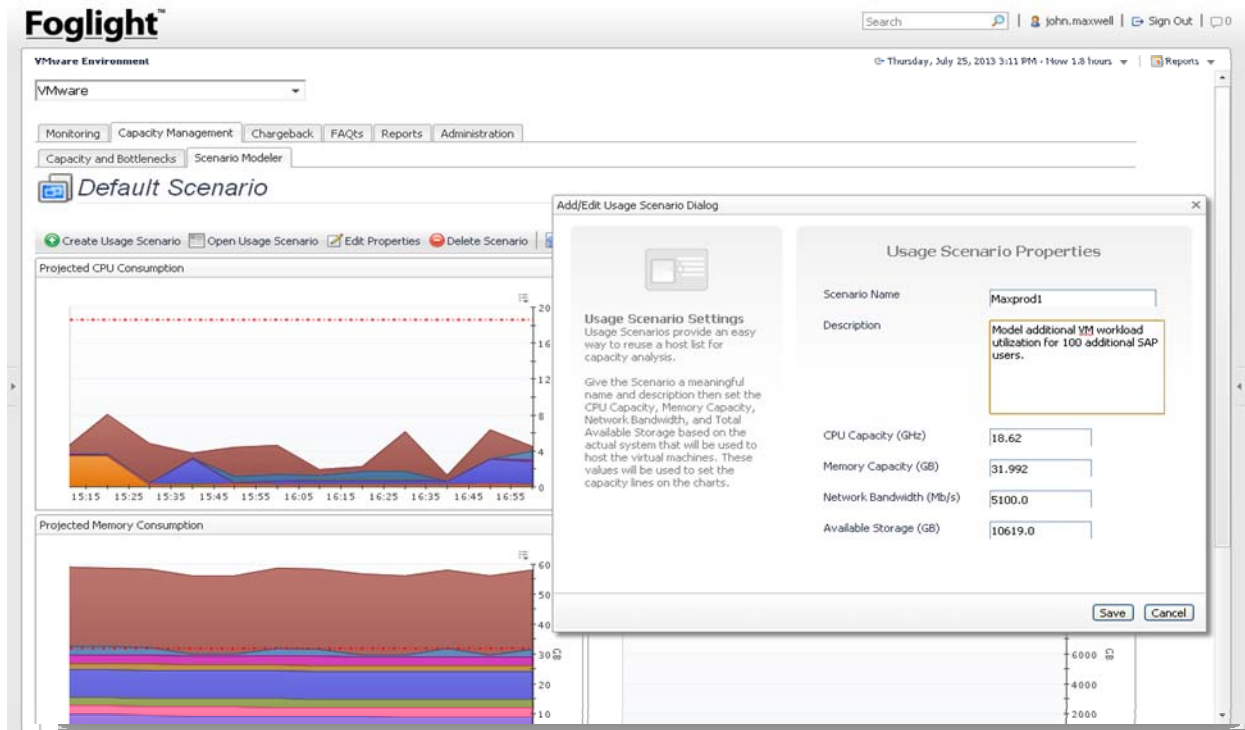 Foglight™
Search
john.maxwell
Sign Out
0
VMware Environment
Thursday, July 25, 2013 3:11 PM - Now 1.8 hours
Reports
VMware
Monitoring Capacity Management Chargeback FAQts Reports Administration
Capacity and Bottlenecks Scenario Modeler
Default Scenario
Create Usage Scenario Open Usage Scenario Edit Properties Delete Scenario
Projected CPU Consumption
20
16
12
8
4
0
15:15 15:25 15:35 15:45 15:55 16:05 16:15 16:25 16:35 16:45 16:55
Projected Memory Consumption
60
50
40
30
GB
20
10
Add/Edit Usage Scenario Dialog
Usage Scenario Settings
Usage Scenarios provide an easy
way to reuse a host list for
capacity analysis.
Give the Scenario a meaningful
name and description then set the
CPU Capacity, Memory Capacity,
Network Bandwidth, and Total
Available Storage based on the
actual system that will be used to
host the virtual machines. These
values will be used to set the
capacity lines on the charts.
Usage Scenario Properties
Scenario Name
Maxprod1
Description
Model additional VM workload
utilization for 100 additional SAP
users.
CPU Capacity (GHz)
18.62
Memory Capacity (GB)
31.992
Network Bandwidth (Mb/s)
5100.0
Available Storage (GB)
10619.0
Save Cancel
6000
GB
4000
2000